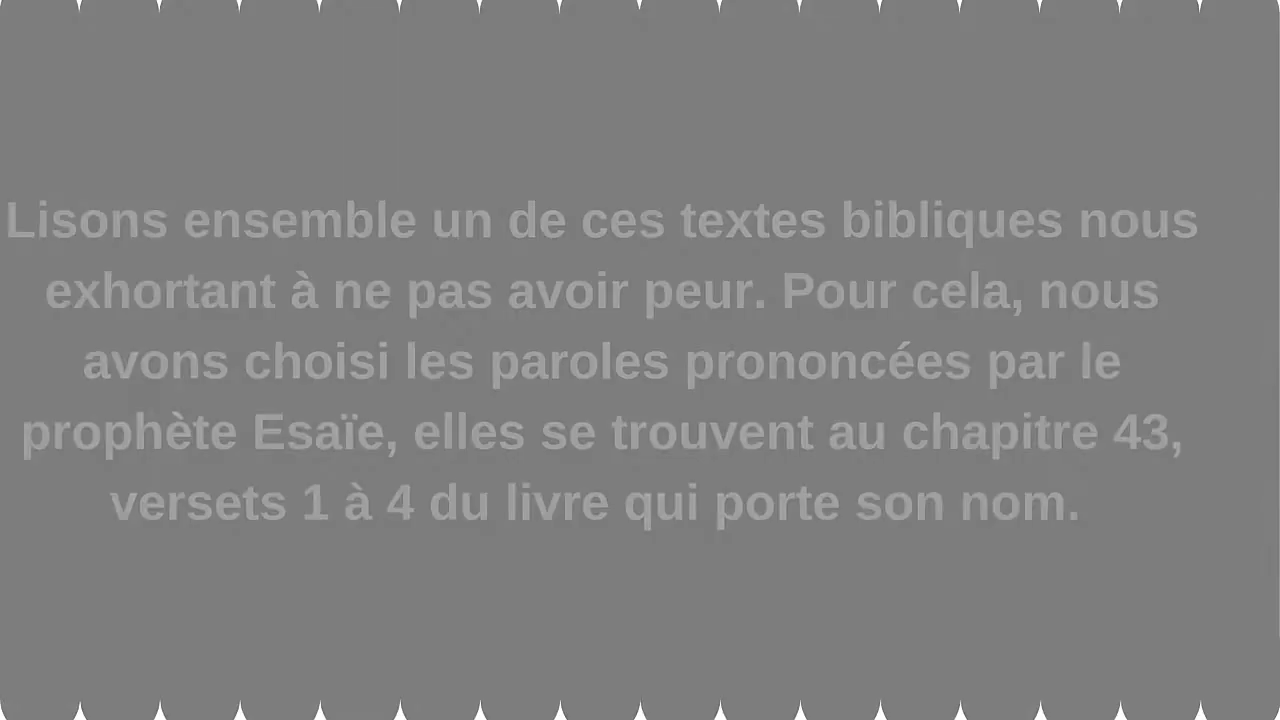 Lisons ensemble un de ces textes bibliques nous
exhortant à ne pas avoir peur. Pour cela, nous
avons choisi les paroles prononcées par le
prophète Esaïe, elles se trouvent au chapitre 43,
versets 1 à 4 du livre qui porte son nom.